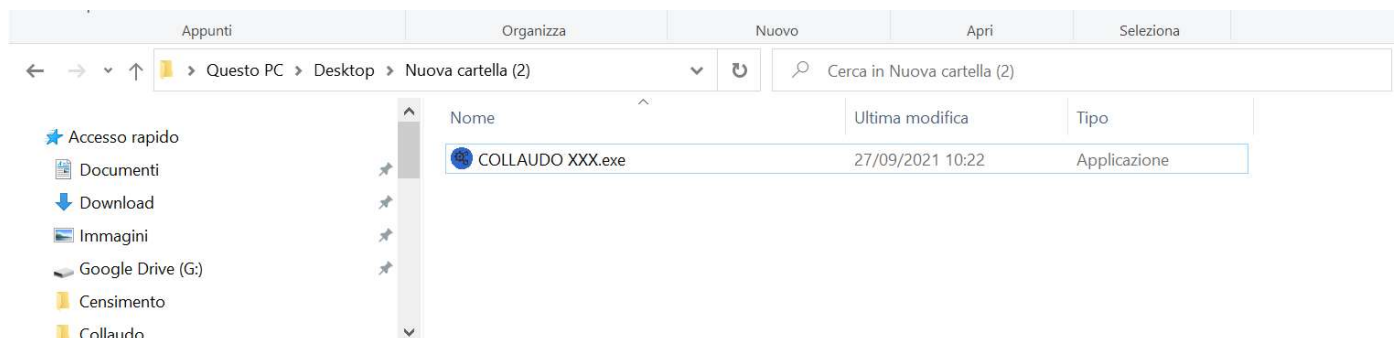 Appunti Organizza Nuovo Apri Seleziona
Questo PC > Desktop > Nuova cartella (2) Cerca in Nuova cartella (2)
Nome Ultima modifica Tipo
Accesso rapido
COLLAUDO XXX.exe 27/09/2021 10:22 Applicazione
Documenti
Download
Immagini
Google Drive (G:)
Censimento
Collaudo